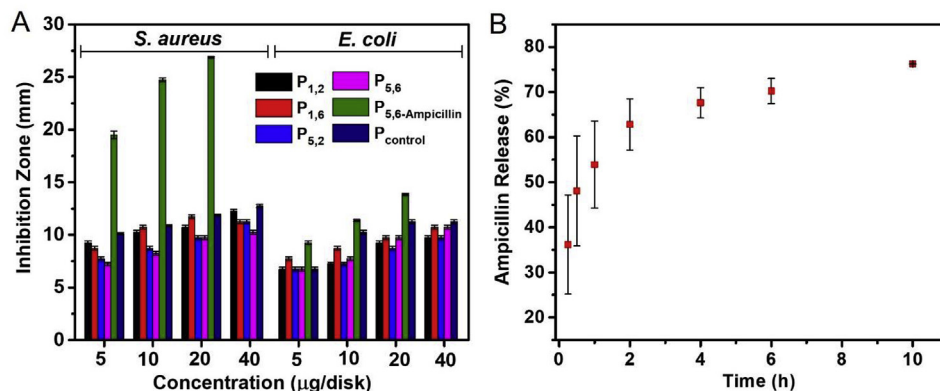 A
Inhibition Zone (mm)
30
25
20
15
10
5
0
S. aureus
E. coli
P1,2
P5,6
P1,6
P5,6-Ampicillin
P5,2
Pcontrol
5 10 20 40 5 10 20 40
Concentration (μg/disk)
B
Ampicillin Release (%)
90
80
70
60
50
40
30
20
0 2 4 6 8 10
Time (h)